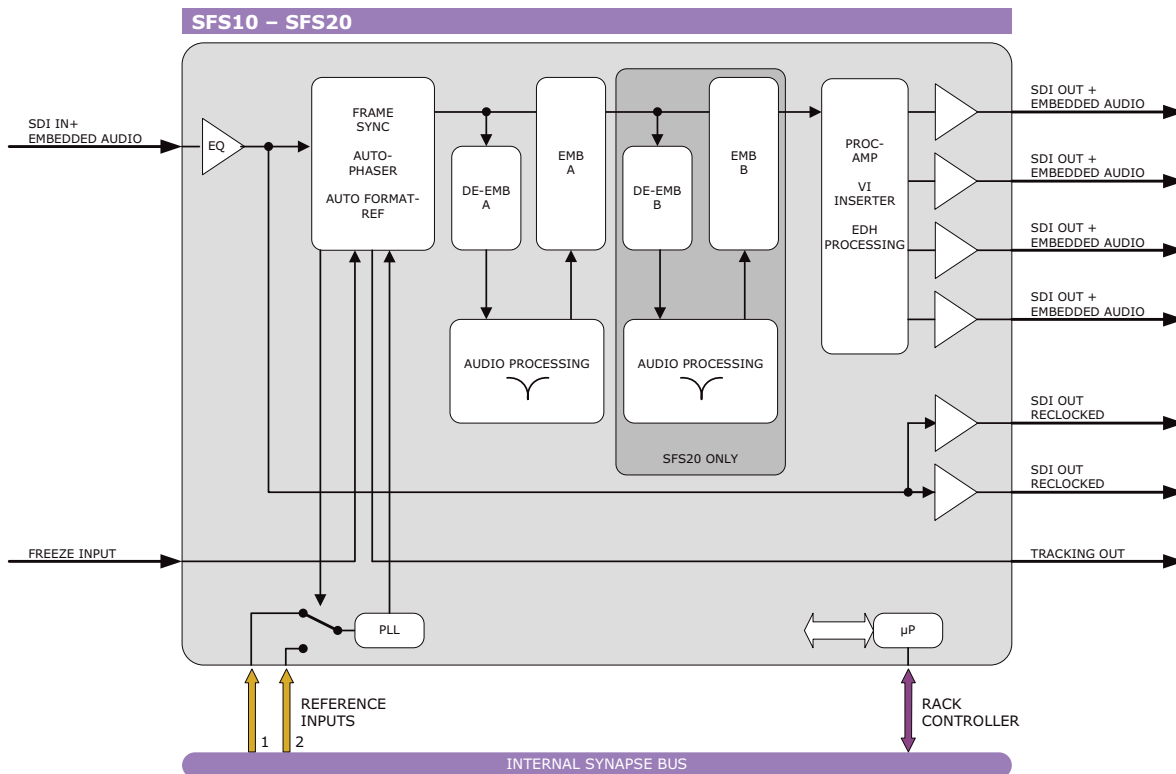 SFS10 – SFS20
SDI IN+
EMBEDDED AUDIO
EQ
FRAME
SYNC
AUTO-
PHASER
AUTO FORMAT-
REF
DE-EMB
A
EMB
A
DE-EMB
B
EMB
B
PROC-
AMP
VI
INSERTER
EDH
PROCESSING
SDI OUT +
EMBEDDED AUDIO
SDI OUT +
EMBEDDED AUDIO
SDI OUT +
EMBEDDED AUDIO
SDI OUT +
EMBEDDED AUDIO
AUDIO PROCESSING
AUDIO PROCESSING
SFS20 ONLY
SDI OUT
RECLOCKED
SDI OUT
RECLOCKED
FREEZE INPUT
TRACKING OUT
PLL
µP
REFERENCE
INPUTS
1
2
RACK
CONTROLLER
INTERNAL SYNAPSE BUS